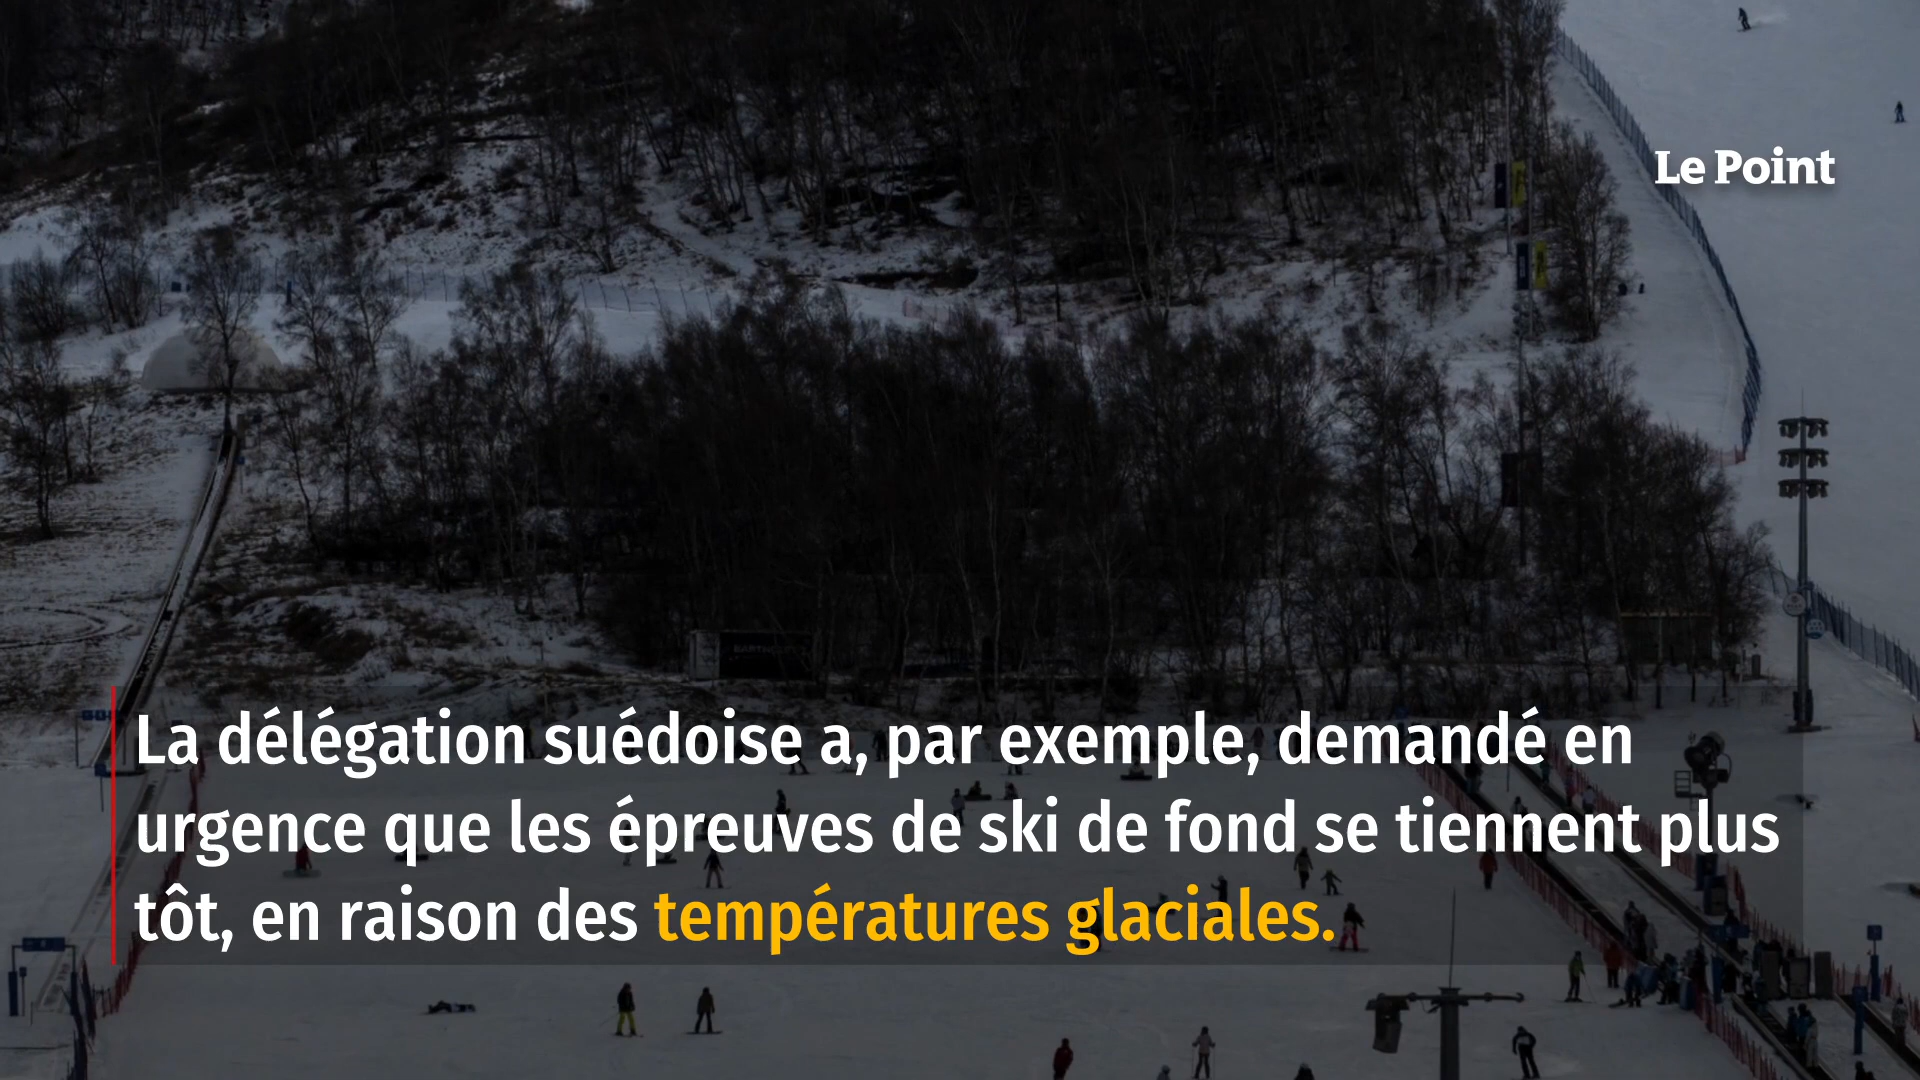 Le Point
La délégation suédoise a, par exemple, demandé en
urgence que les épreuves de ski de fond se tiennent plus
tôt, en raison des températures glaciales.